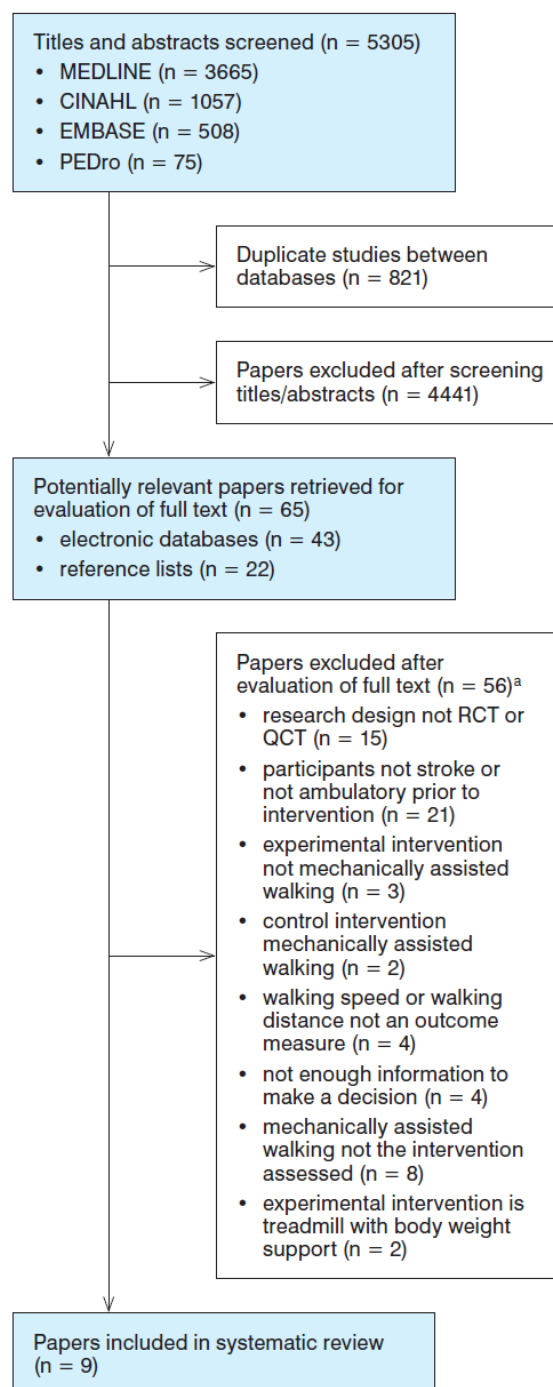 Titles and abstracts screened (n = 5305)
• MEDLINE (n = 3665)
• CINAHL (n = 1057)
• EMBASE (n = 508)
• PEDro (n = 75)
Duplicate studies between
databases (n = 821)
Papers excluded after screening
titles/abstracts (n = 4441)
Potentially relevant papers retrieved for
evaluation of full text (n = 65)
• electronic databases (n = 43)
• reference lists (n = 22)
Papers excluded after
evaluation of full text (n = 56)ᵃ
• research design not RCT or
QCT (n = 15)
• participants not stroke or
not ambulatory prior to
intervention (n = 21)
• experimental intervention
not mechanically assisted
walking (n = 3)
• control intervention
mechanically assisted
walking (n = 2)
• walking speed or walking
distance not an outcome
measure (n = 4)
• not enough information to
make a decision (n = 4)
• mechanically assisted
walking not the intervention
assessed (n = 8)
• experimental intervention is
treadmill with body weight
support (n = 2)
Papers included in systematic review
(n = 9)